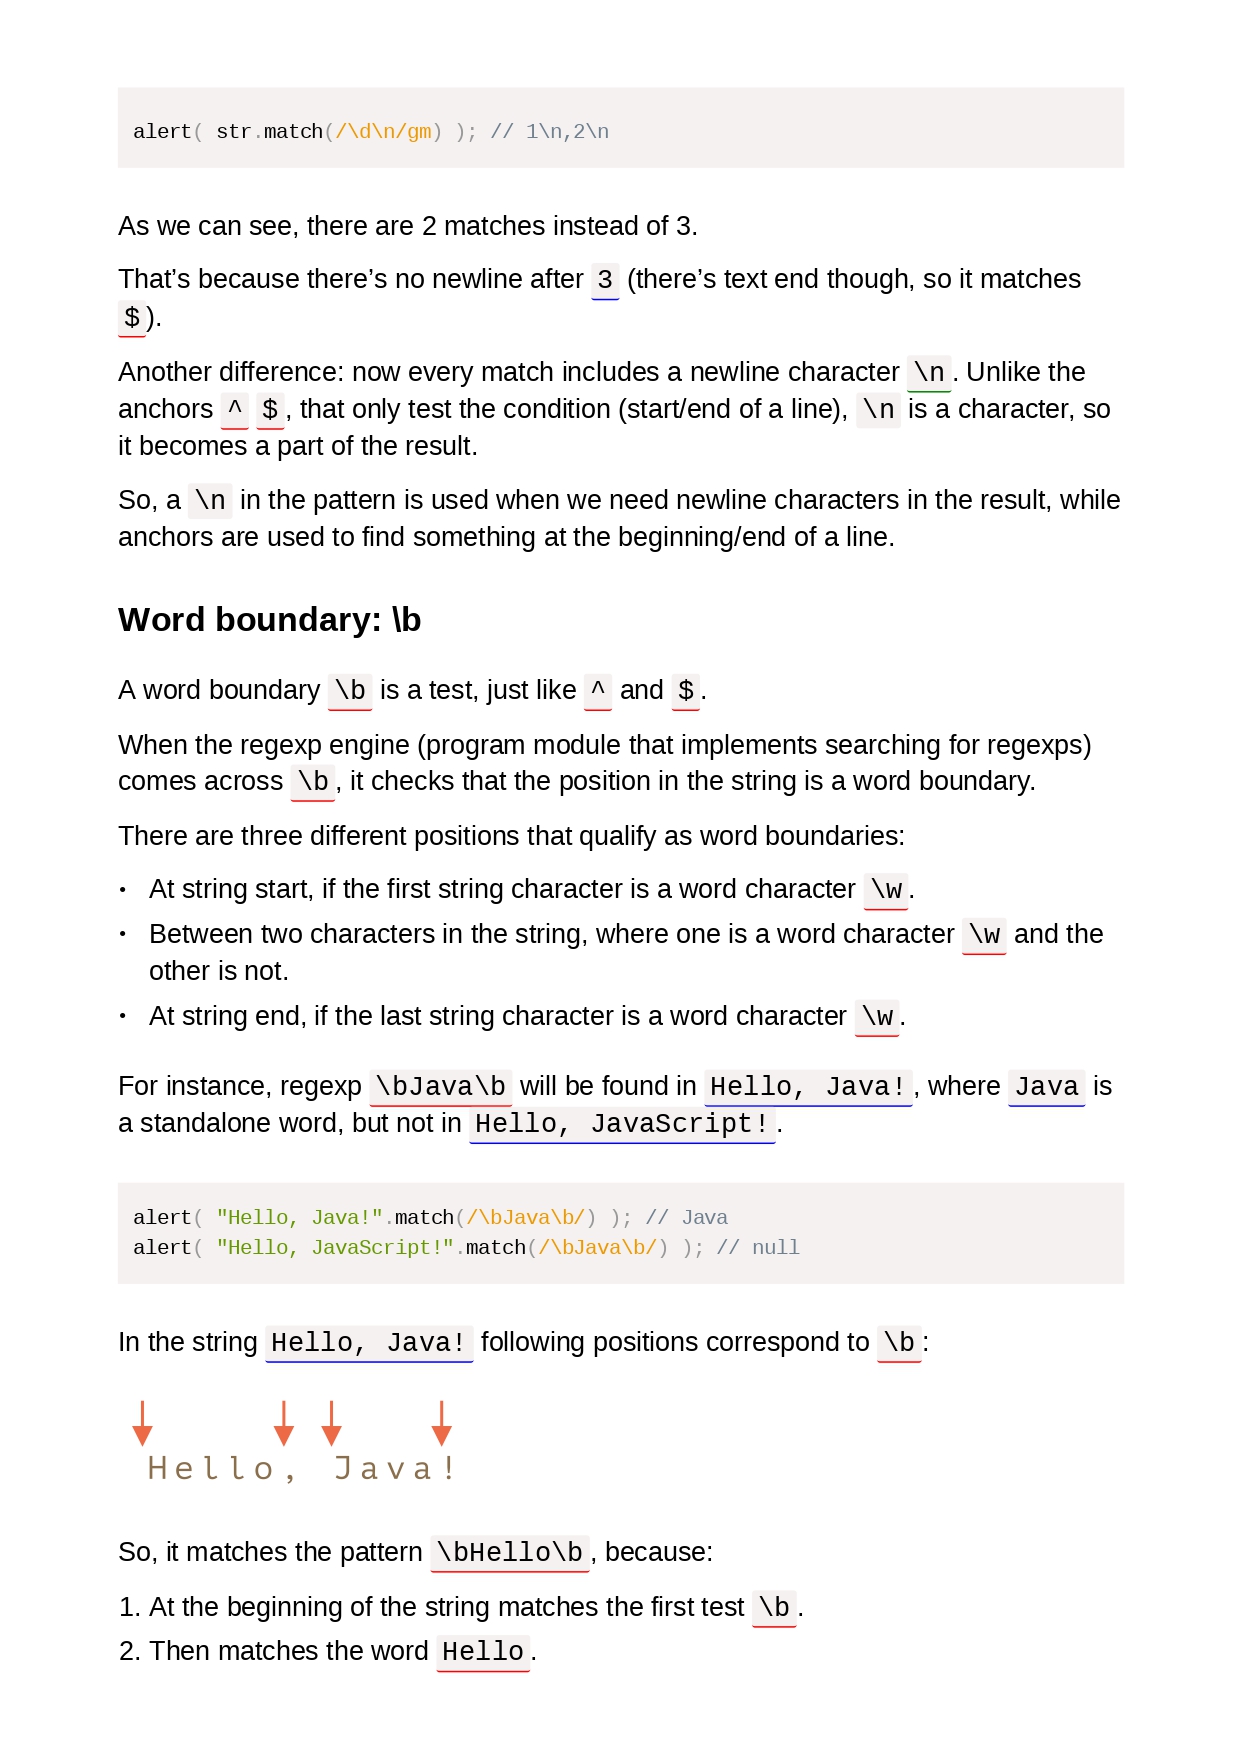 alert( str.match(/\d\n/gm) ); // 1\n,2\n
As we can see, there are 2 matches instead of 3.
That’s because there’s no newline after 3 (there’s text end though, so it matches
$).
Another difference: now every match includes a newline character \n. Unlike the
anchors ^ $, that only test the condition (start/end of a line), \n is a character, so
it becomes a part of the result.
So, a \n in the pattern is used when we need newline characters in the result, while
anchors are used to find something at the beginning/end of a line.
Word boundary: \b
A word boundary \b is a test, just like ^ and $.
When the regexp engine (program module that implements searching for regexps)
comes across \b, it checks that the position in the string is a word boundary.
There are three different positions that qualify as word boundaries:
• At string start, if the first string character is a word character \w.
• Between two characters in the string, where one is a word character \w and the
other is not.
• At string end, if the last string character is a word character \w.
For instance, regexp \bJava\b will be found in Hello, Java!, where Java is
a standalone word, but not in Hello, JavaScript!.
alert( "Hello, Java!".match(/\bJava\b/) ); // Java
alert( "Hello, JavaScript!".match(/\bJava\b/) ); // null
In the string Hello, Java! following positions correspond to \b:
Hello, Java!
So, it matches the pattern \bHello\b, because:
1. At the beginning of the string matches the first test \b.
2. Then matches the word Hello.